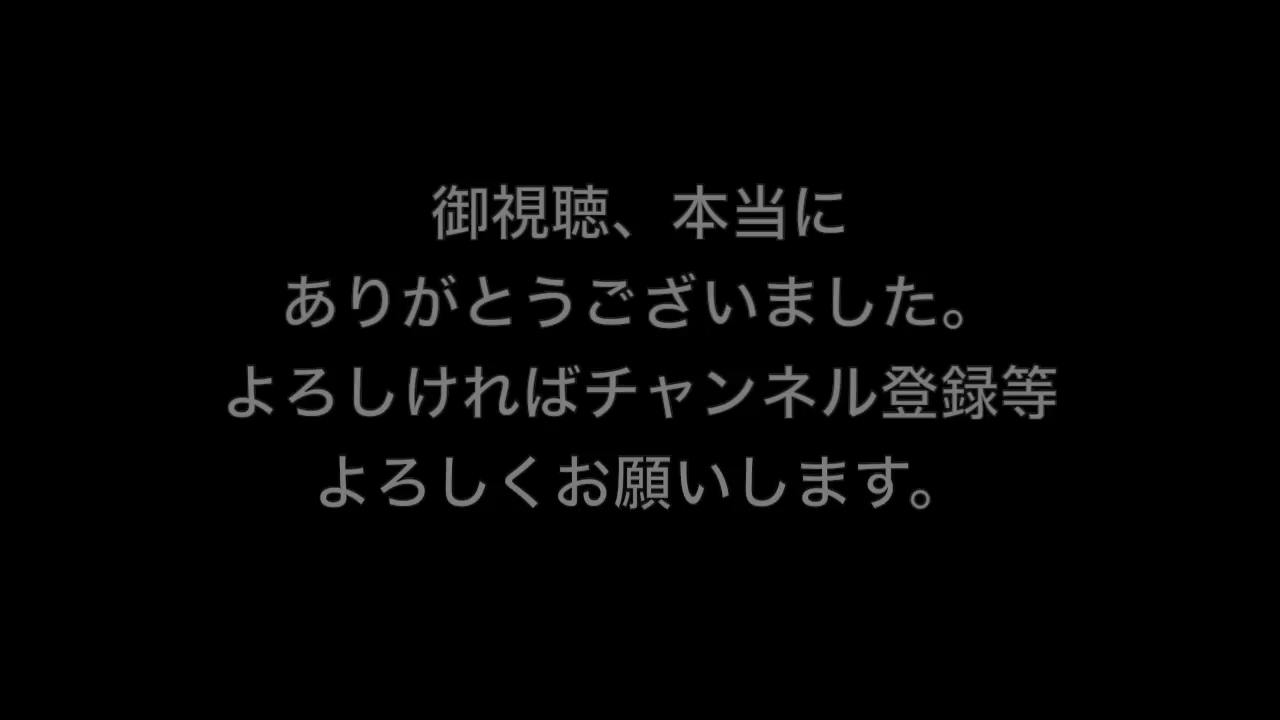 御視聴、本当に
ありがとうございました。
よろしければチャンネル登録等
よろしくお願いします。